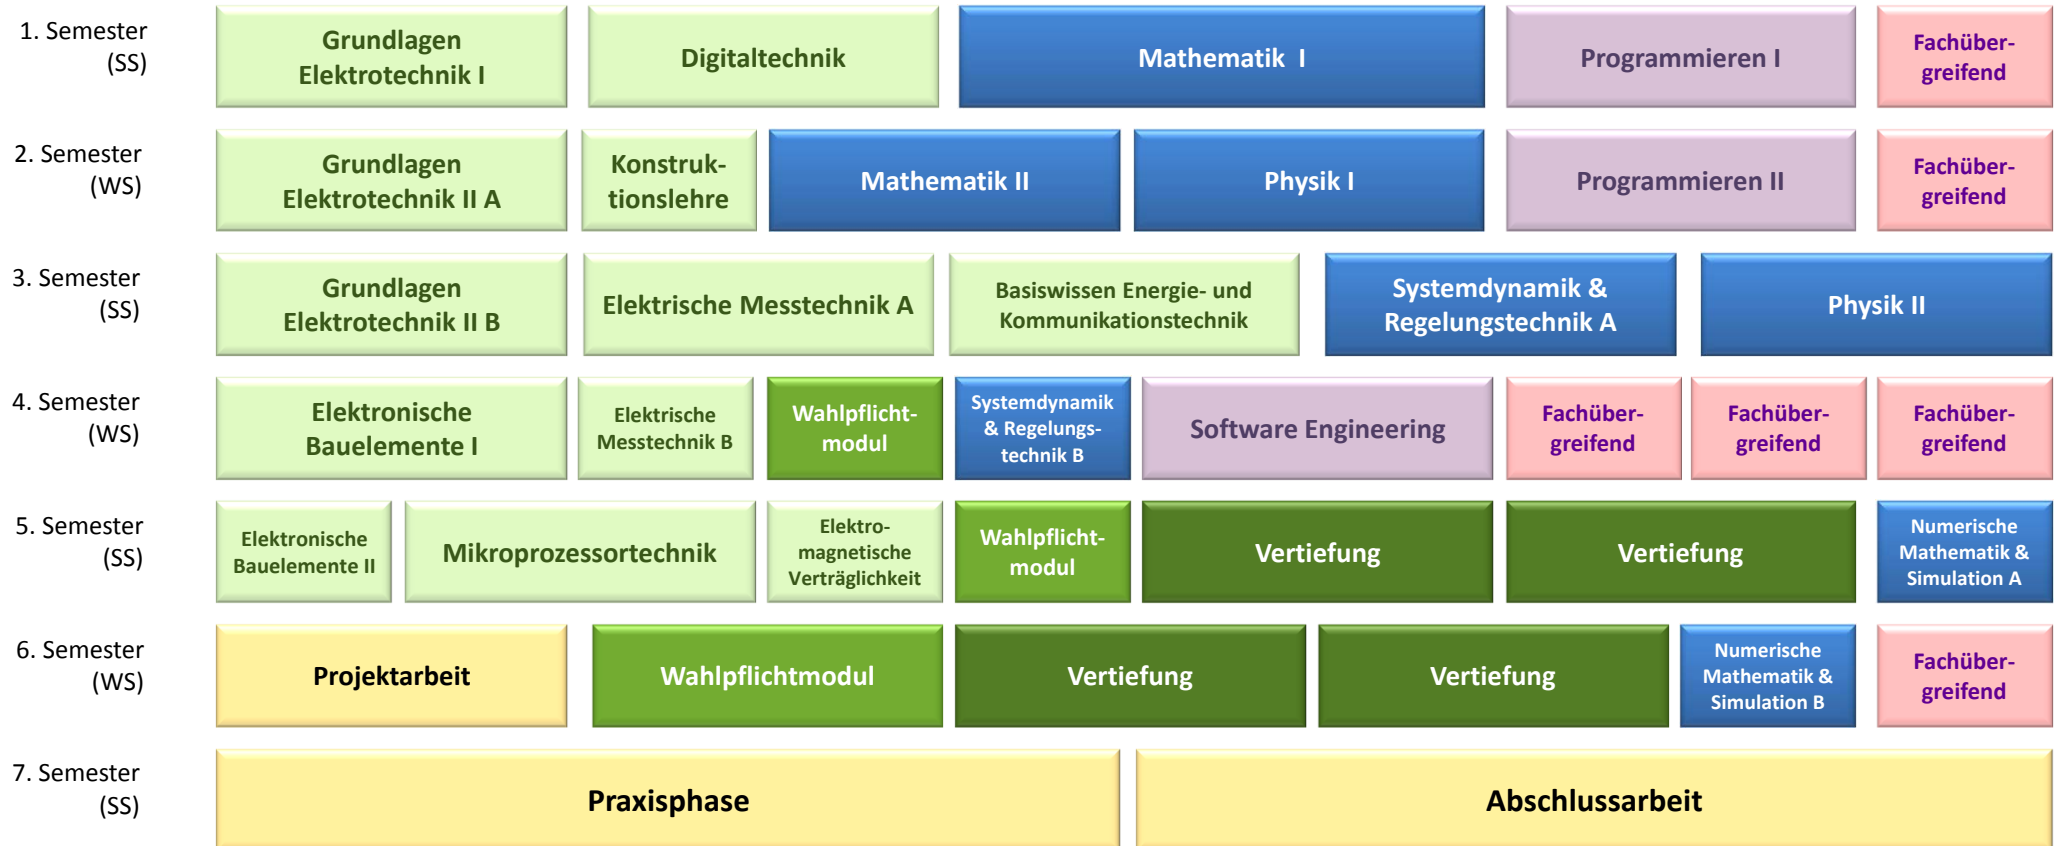 1. Semester
(SS)
Grundlagen
Elektrotechnik I
Digitaltechnik
Mathematik I
Programmieren I
Fachüber-
greifend
2. Semester
(WS)
Grundlagen
Elektrotechnik II A
Konstruk-
tionslehre
Mathematik II
Physik I
Programmieren II
Fachüber-
greifend
3. Semester
(SS)
Grundlagen
Elektrotechnik II B
Elektrische Messtechnik A
Basiswissen Energie- und
Kommunikationstechnik
Systemdynamik &
Regelungstechnik A
Physik II
4. Semester
(WS)
Elektronische
Bauelemente I
Elektrische
Messtechnik B
Wahlpflicht-
modul
Systemdynamik
& Regelungs-
technik B
Software Engineering
Fachüber-
greifend
Fachüber-
greifend
Fachüber-
greifend
5. Semester
(SS)
Elektronische
Bauelemente II
Mikroprozessortechnik
Elektro-
magnetische
Verträglichkeit
Wahlpflicht-
modul
Vertiefung
Vertiefung
Numerische
Mathematik &
Simulation A
6. Semester
(WS)
Projektarbeit
Wahlpflichtmodul
Vertiefung
Vertiefung
Numerische
Mathematik &
Simulation B
Fachüber-
greifend
7. Semester
(SS)
Praxisphase
Abschlussarbeit